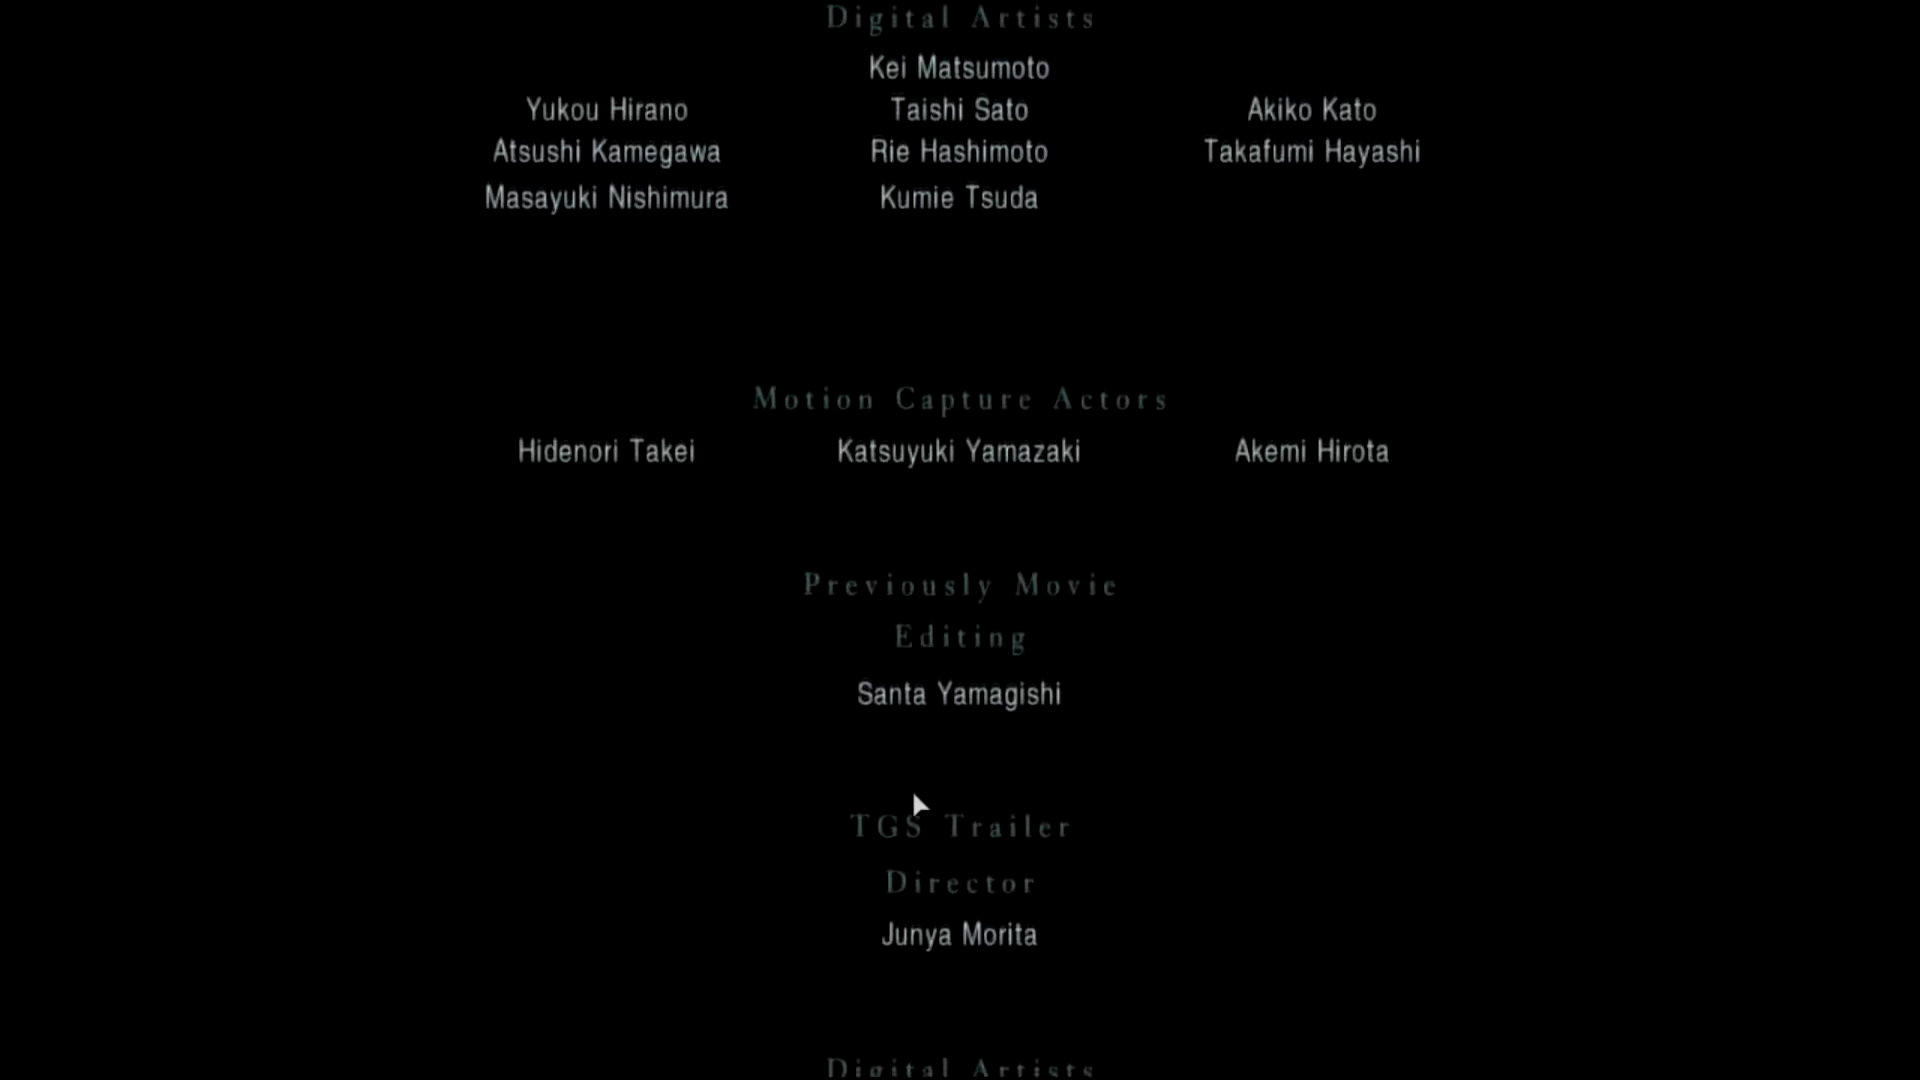 Digital Artists
Kei Matsumoto
Yukou Hirano Taishi Sato Akiko Kato
Atsushi Kamegawa Rie Hashimoto Takafumi Hayashi
Masayuki Nishimura Kumie Tsuda
Motion Capture Actors
Hidenori Takei Katsuyuki Yamazaki Akemi Hirota
Previously Movie
Editing
Santa Yamagishi
TGS Trailer
Director
Junya Morita
Digital Artists